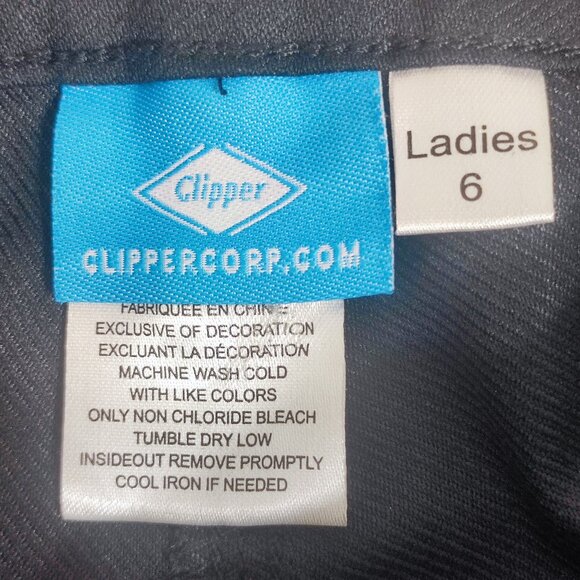 Clipper
CLIPPERCORP.COM
Ladies
6
FABRIQUÉE EN CHINE
EXCLUSIVE OF DECORATION
EXCLUANT LA DÉCORATION
MACHINE WASH COLD
WITH LIKE COLORS
ONLY NON CHLORIDE BLEACH
TUMBLE DRY LOW
INSIDEOUT REMOVE PROMPTLY
COOL IRON IF NEEDED